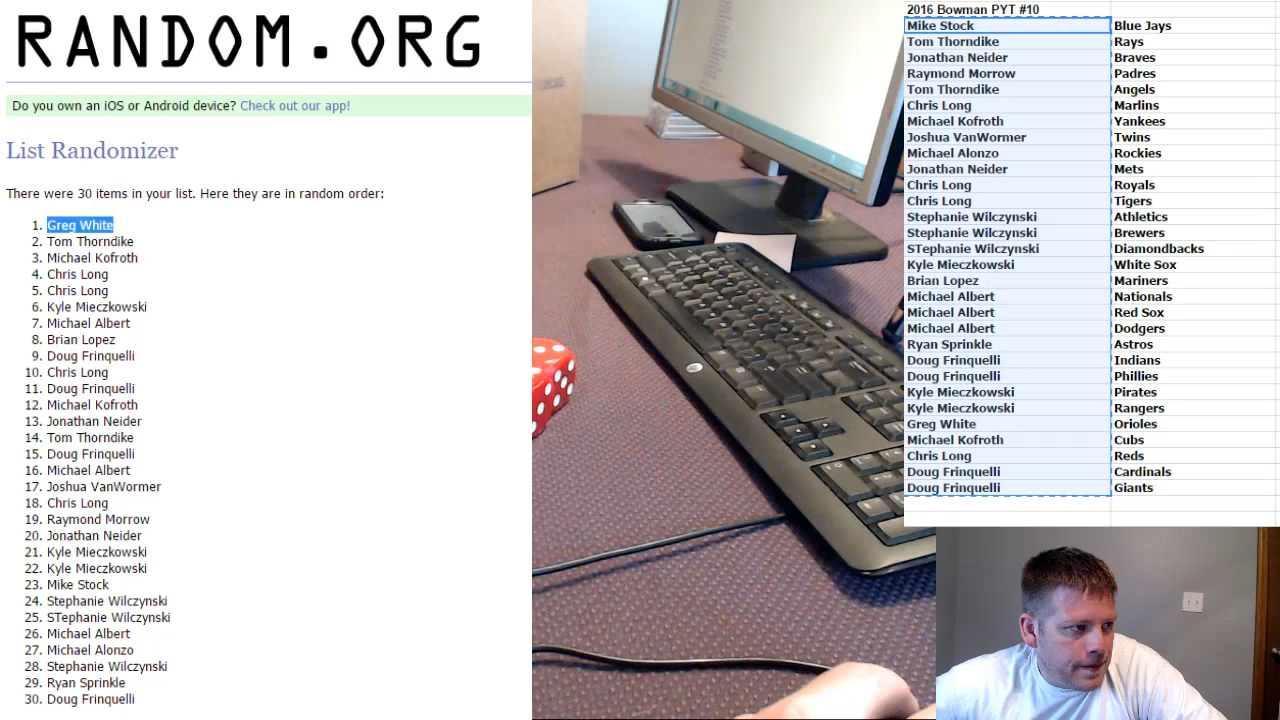 RANDOM.ORG
Do you own an iOS or Android device? Check out our app!
List Randomizer
There were 30 items in your list. Here they are in random order:
1. Greg White
2. Tom Thorndike
3. Michael Kofroth
4. Chris Long
5. Chris Long
6. Kyle Mieczkowski
7. Michael Albert
8. Brian Lopez
9. Doug Frinquelli
10. Chris Long
11. Doug Frinquelli
12. Michael Kofroth
13. Jonathan Neider
14. Tom Thorndike
15. Doug Frinquelli
16. Michael Albert
17. Joshua VanWormer
18. Chris Long
19. Raymond Morrow
20. Jonathan Neider
21. Kyle Mieczkowski
22. Kyle Mieczkowski
23. Mike Stock
24. Stephanie Wilczynski
25. STephanie Wilczynski
26. Michael Albert
27. Michael Alonzo
28. Stephanie Wilczynski
29. Ryan Sprinkle
30. Doug Frinquelli
2016 Bowman PYT #10
Mike Stock Blue Jays
Tom Thorndike Rays
Jonathan Neider Braves
Raymond Morrow Padres
Tom Thorndike Angels
Chris Long Marlins
Michael Kofroth Yankees
Joshua VanWormer Twins
Michael Alonzo Rockies
Jonathan Neider Mets
Chris Long Royals
Chris Long Tigers
Stephanie Wilczynski Athletics
Stephanie Wilczynski Brewers
STephanie Wilczynski Diamondbacks
Kyle Mieczkowski White Sox
Brian Lopez Mariners
Michael Albert Nationals
Michael Albert Red Sox
Michael Albert Dodgers
Ryan Sprinkle Astros
Doug Frinquelli Indians
Doug Frinquelli Phillies
Kyle Mieczkowski Pirates
Kyle Mieczkowski Rangers
Greg White Orioles
Michael Kofroth Cubs
Chris Long Reds
Doug Frinquelli Cardinals
Doug Frinquelli Giants